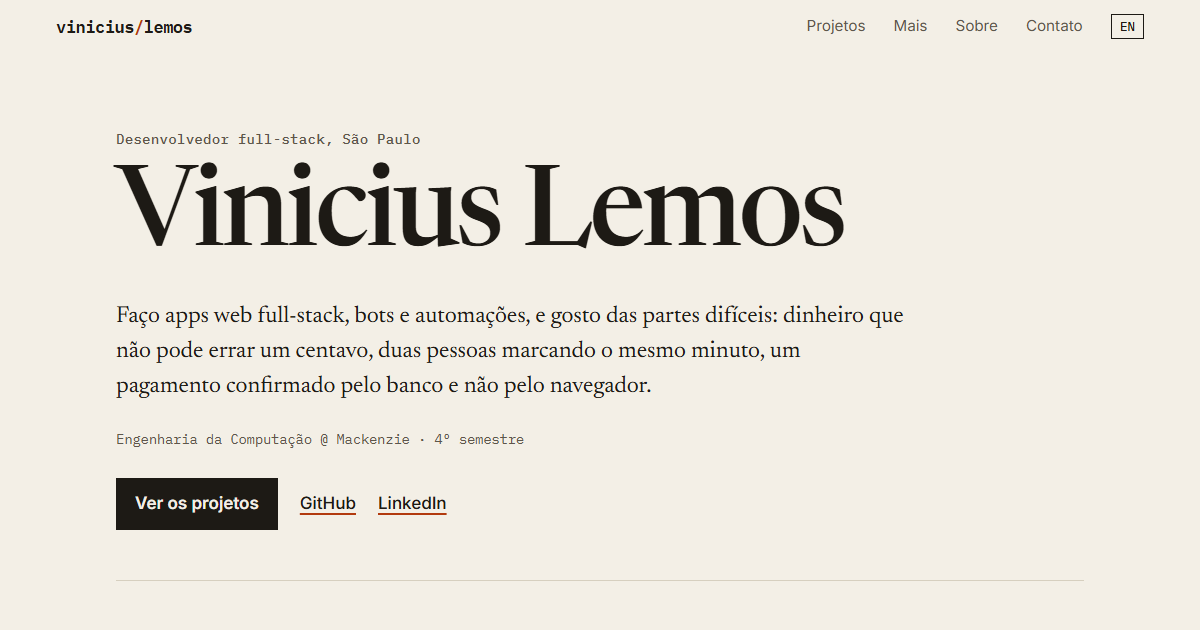 vinicius/lemos
Projetos Mais Sobre Contato EN
Desenvolvedor full-stack, São Paulo
Vinicius Lemos
Faço apps web full-stack, bots e automações, e gosto das partes difíceis: dinheiro que
não pode errar um centavo, duas pessoas marcando o mesmo minuto, um
pagamento confirmado pelo banco e não pelo navegador.
Engenharia da Computação @ Mackenzie · 4º semestre
Ver os projetos GitHub LinkedIn